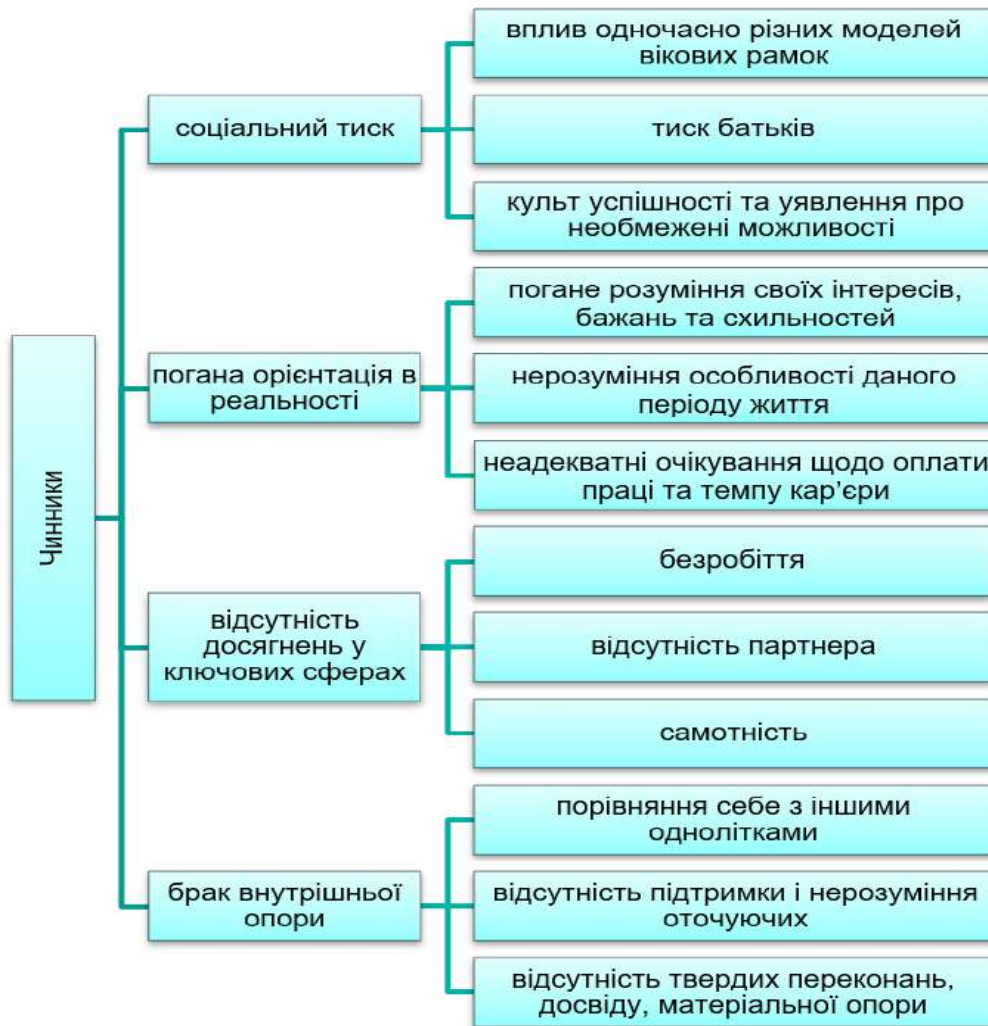 Чинники
соціальний тиск
вплив одночасно різних моделей
вікових рамок
тиск батьків
культ успішності та уявлення про
необмежені можливості
погана орієнтація в
реальності
погане розуміння своїх інтересів,
бажань та схильностей
нерозуміння особливості даного
періоду життя
неадекватні очікування щодо оплати
праці та темпу кар’єри
відсутність
досягнень у
ключових сферах
безробіття
відсутність партнера
самотність
брак внутрішньої
опори
порівняння себе з іншими
однолітками
відсутність підтримки і нерозуміння
оточуючих
відсутність твердих переконань,
досвіду, матеріальної опори